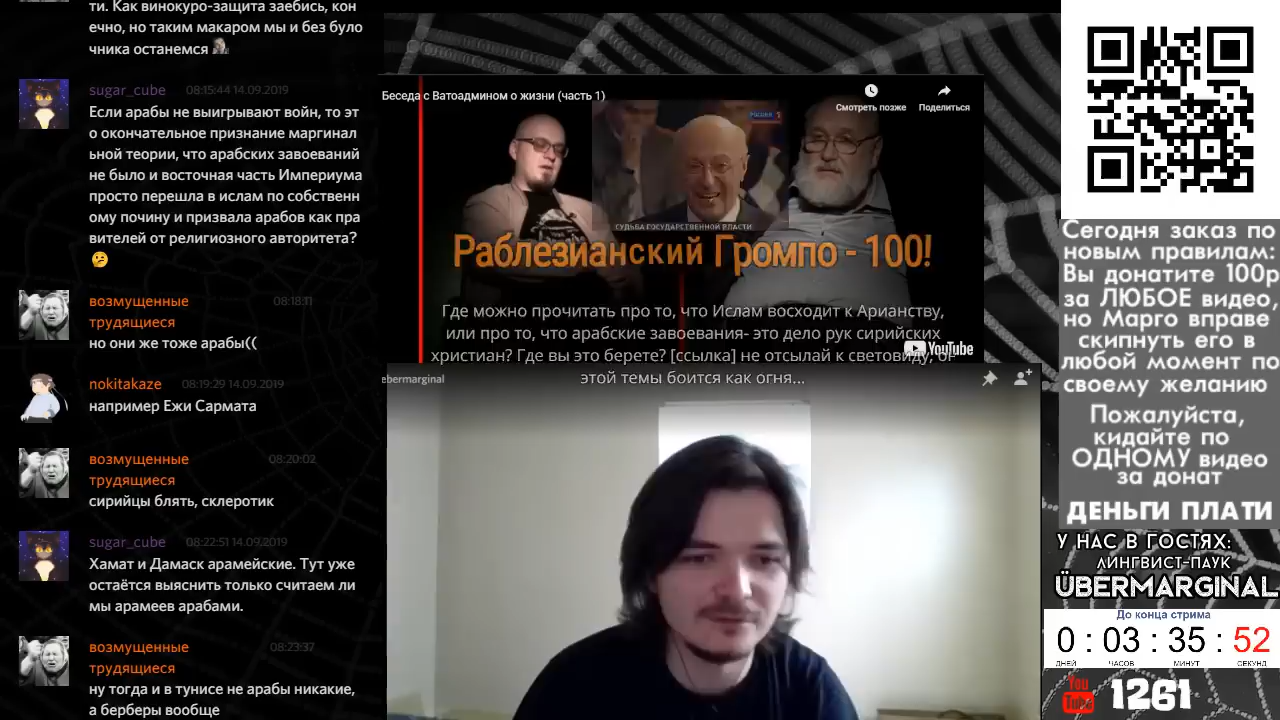 ти. Как винокуро-защита заебись, кон
ечно, но таким макаром мы и без було
чника останемся
sugar_cube 08:15:44 14.09.2019
Если арабы не выигрывают войн, то эт
о окончательное признание маргинал
ьной теории, что арабских завоеваний
не было и восточная часть Империума
просто перешла в ислам по собственн
ому почину и призвала арабов как пра
вителей от религиозного авторитета?
возмущенные 08:18:11
трудящиеся
но они же тоже арабы((
nokitakaze 08:19:29 14.09.2019
например Ежи Сармата
возмущенные 08:20:02
трудящиеся
сирийцы блять, склеротик
sugar_cube 08:22:51 14.09.2019
Хамат и Дамаск арамейские. Тут уже
остаётся выяснить только считаем ли
мы арамеев арабами.
возмущенные 08:23:37
трудящиеся
ну тогда и в тунисе не арабы никакие,
а берберы вообще
Беседа с Ватоадмином о жизни (часть 1)
Смотреть позже
Поделиться
РОССИЯ 1
СУДЬБА ГОСУДАРСТВЕННОЙ ВЛАСТИ
Раблезианский Громпо - 100!
Где можно прочитать про то, что Ислам восходит к Арианству,
или про то, что арабские завоевания- это дело рук сирийских
христиан? Где вы это берете? [ссылка] не отсылай к световиду, он
этой темы боится как огня...
YouTube
ebermarginal
Сегодня заказ по
новым правилам:
Вы донатите 100р
за ЛЮБОЕ видео,
но Марго вправе
скипнуть его в
любой момент по
своему желанию
Пожалуйста,
кидайте по
ОДНОМУ видео
за донат
ДЕНЬГИ ПЛАТИ
У НАС В ГОСТЯХ:
ЛИНГВИСТ-ПАУК
ÜBERMARGINAL
До конца стрима
0 : 03 : 35 : 52
ДНЕЙ ЧАСОВ МИНУТ СЕКУНД
You Tube 1261